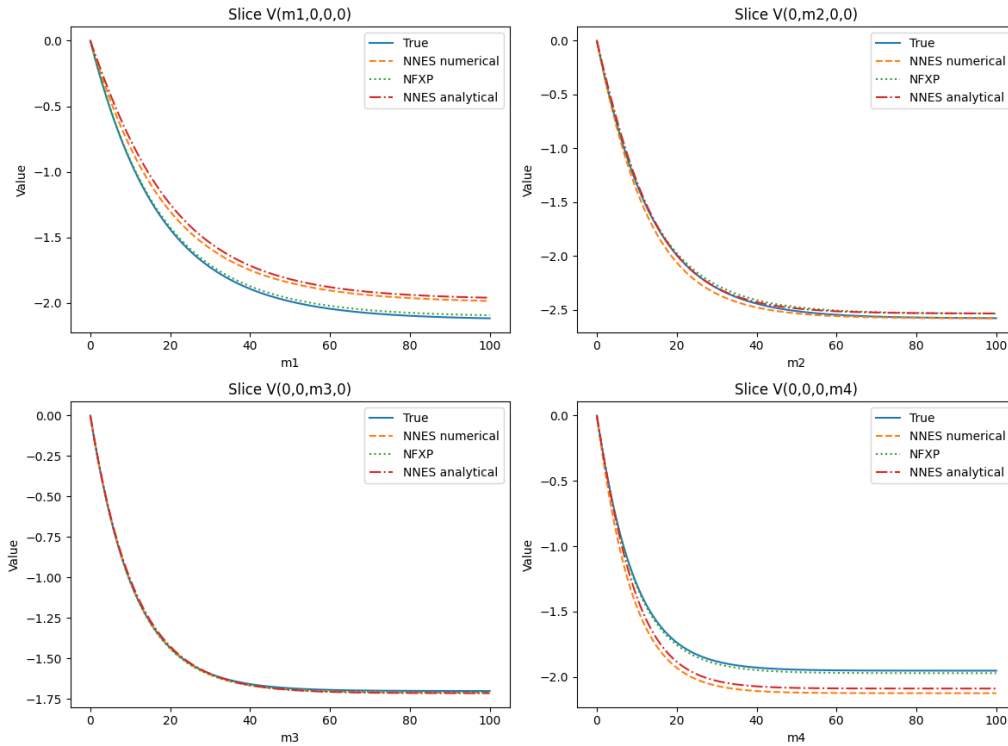 Slice V(m1,0,0,0)
0.0
−0.5
−1.0
−1.5
−2.0
Value
0 20 40 60 80 100
m1
True
NNES numerical
NFXP
NNES analytical
Slice V(0,m2,0,0)
0.0
−0.5
−1.0
−1.5
−2.0
−2.5
Value
0 20 40 60 80 100
m2
True
NNES numerical
NFXP
NNES analytical
Slice V(0,0,m3,0)
0.00
−0.25
−0.50
−0.75
−1.00
−1.25
−1.50
−1.75
Value
0 20 40 60 80 100
m3
True
NNES numerical
NFXP
NNES analytical
Slice V(0,0,0,m4)
0.0
−0.5
−1.0
−1.5
−2.0
Value
0 20 40 60 80 100
m4
True
NNES numerical
NFXP
NNES analytical